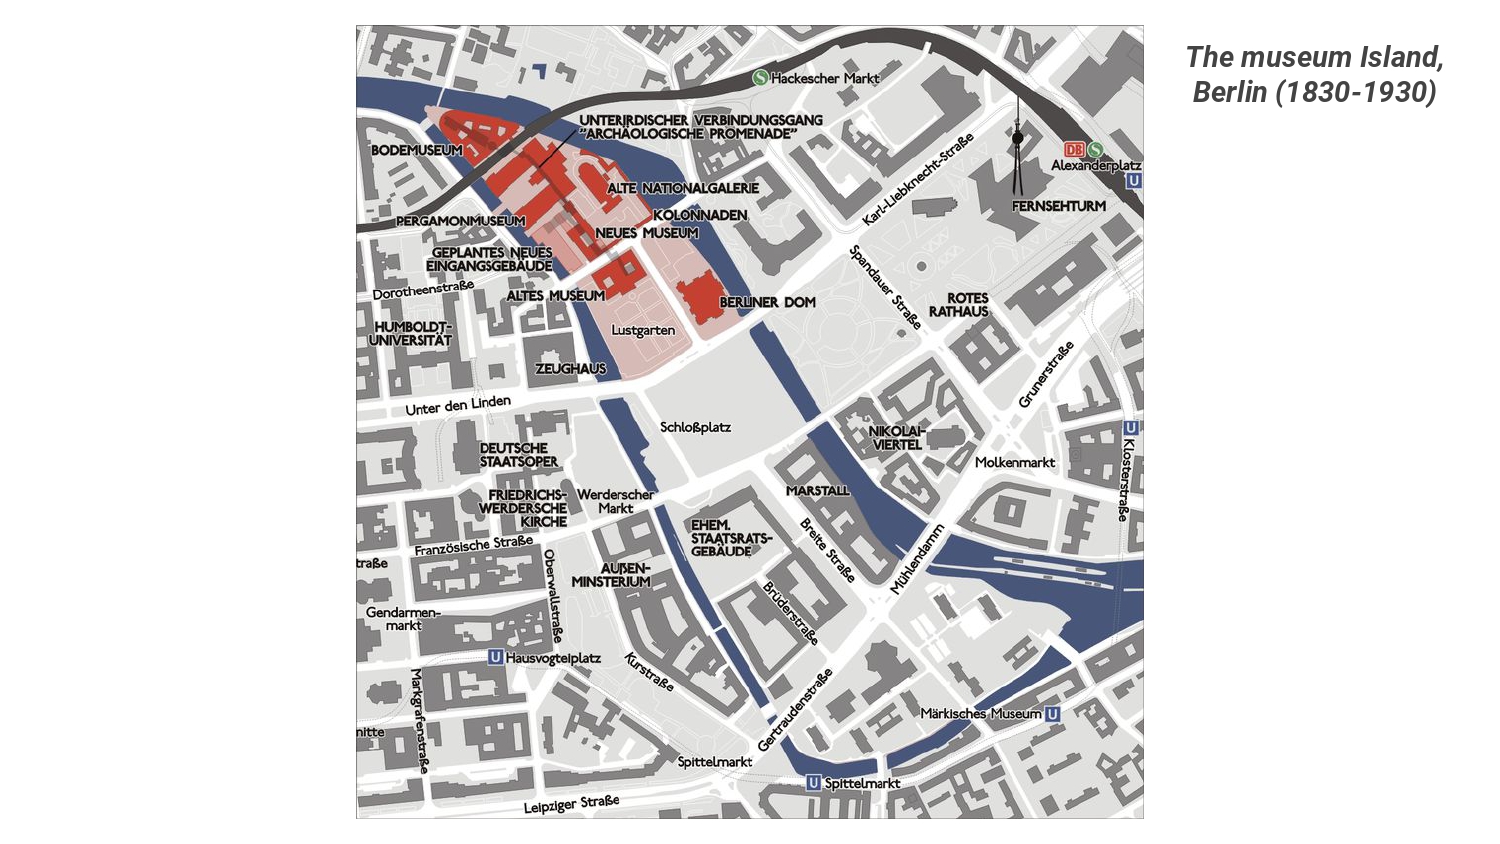 The museum Island,
Berlin (1830-1930)
S Hackescher Markt
UNTERIRDISCHER VERBINDUNGSGANG
"ARCHÄOLOGISCHE PROMENADE"
BODEMUSEUM
DB S
Alexanderplatz
U
Karl-Liebknecht-Straße
ALTE NATIONALGALERIE
FERNSEHTURM
KOLONNADEN
PERGAMONMUSEUM
NEUES MUSEUM
GEPLANTES NEUES
EINGANGSGEBÄUDE
Dorotheenstraße
ALTES MUSEUM
BERLINER DOM
Spandauer Straße
ROTES
RATHAUS
HUMBOLDT-
UNIVERSITÄT
Lustgarten
ZEUGHAUS
Grunerstraße
Unter den Linden
Schloßplatz
NIKOLAI-
VIERTEL
U Klosterstraße
DEUTSCHE
STAATSOPER
Molkenmarkt
FRIEDRICHS-
WERDERSCHE
KIRCHE
Werderscher
Markt
MARSTALL
EHEM.
STAATSRATS-
GEBÄUDE
Breite Straße
Mühlendamm
Französische Straße
raße
Oberwallstraße
AUßEN-
MINSTERIUM
Brüderstraße
Gendarmen-
markt
U Hausvogteiplatz
Kurstraße
Markgrafenstraße
Gertraudenstraße
Märkisches Museum U
nitte
Spittelmarkt
U Spittelmarkt
Leipziger Straße